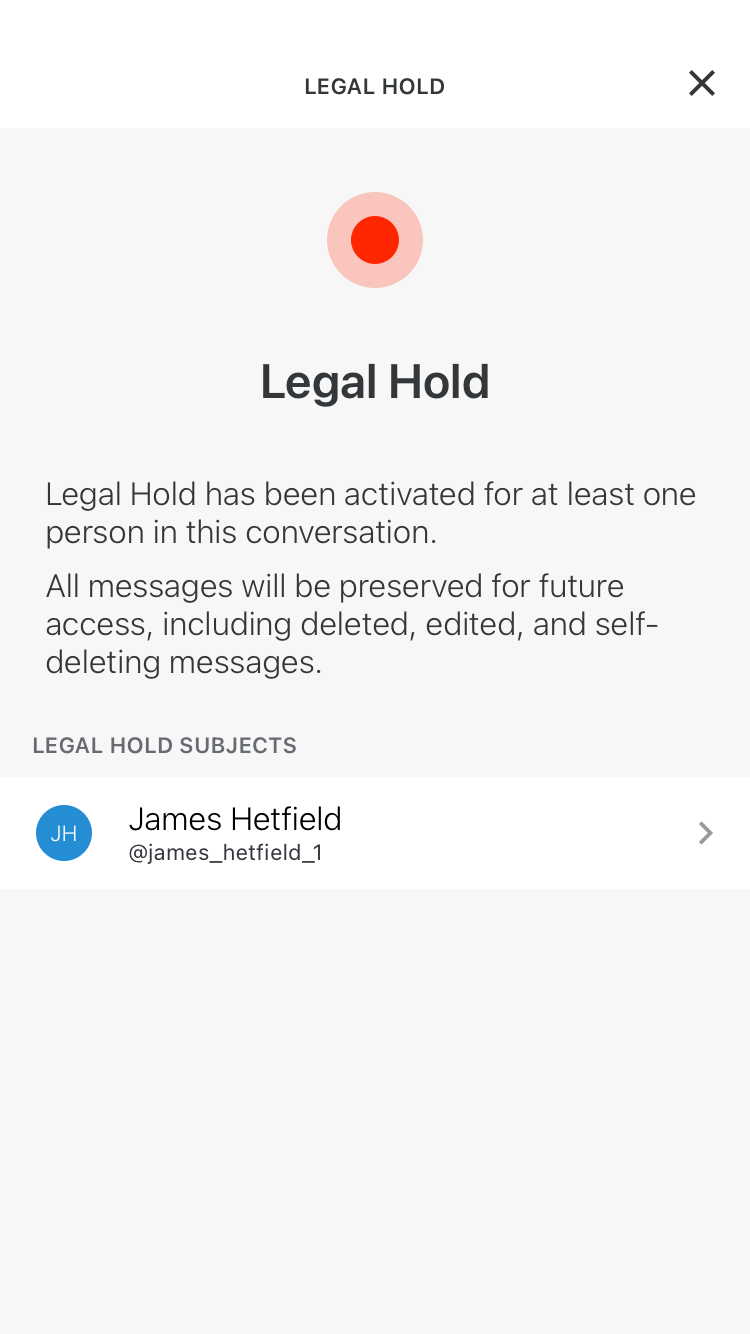 LEGAL HOLD
Legal Hold
Legal Hold has been activated for at least one
person in this conversation.
All messages will be preserved for future
access, including deleted, edited, and self-
deleting messages.
LEGAL HOLD SUBJECTS
JH
James Hetfield
@james_hetfield_1